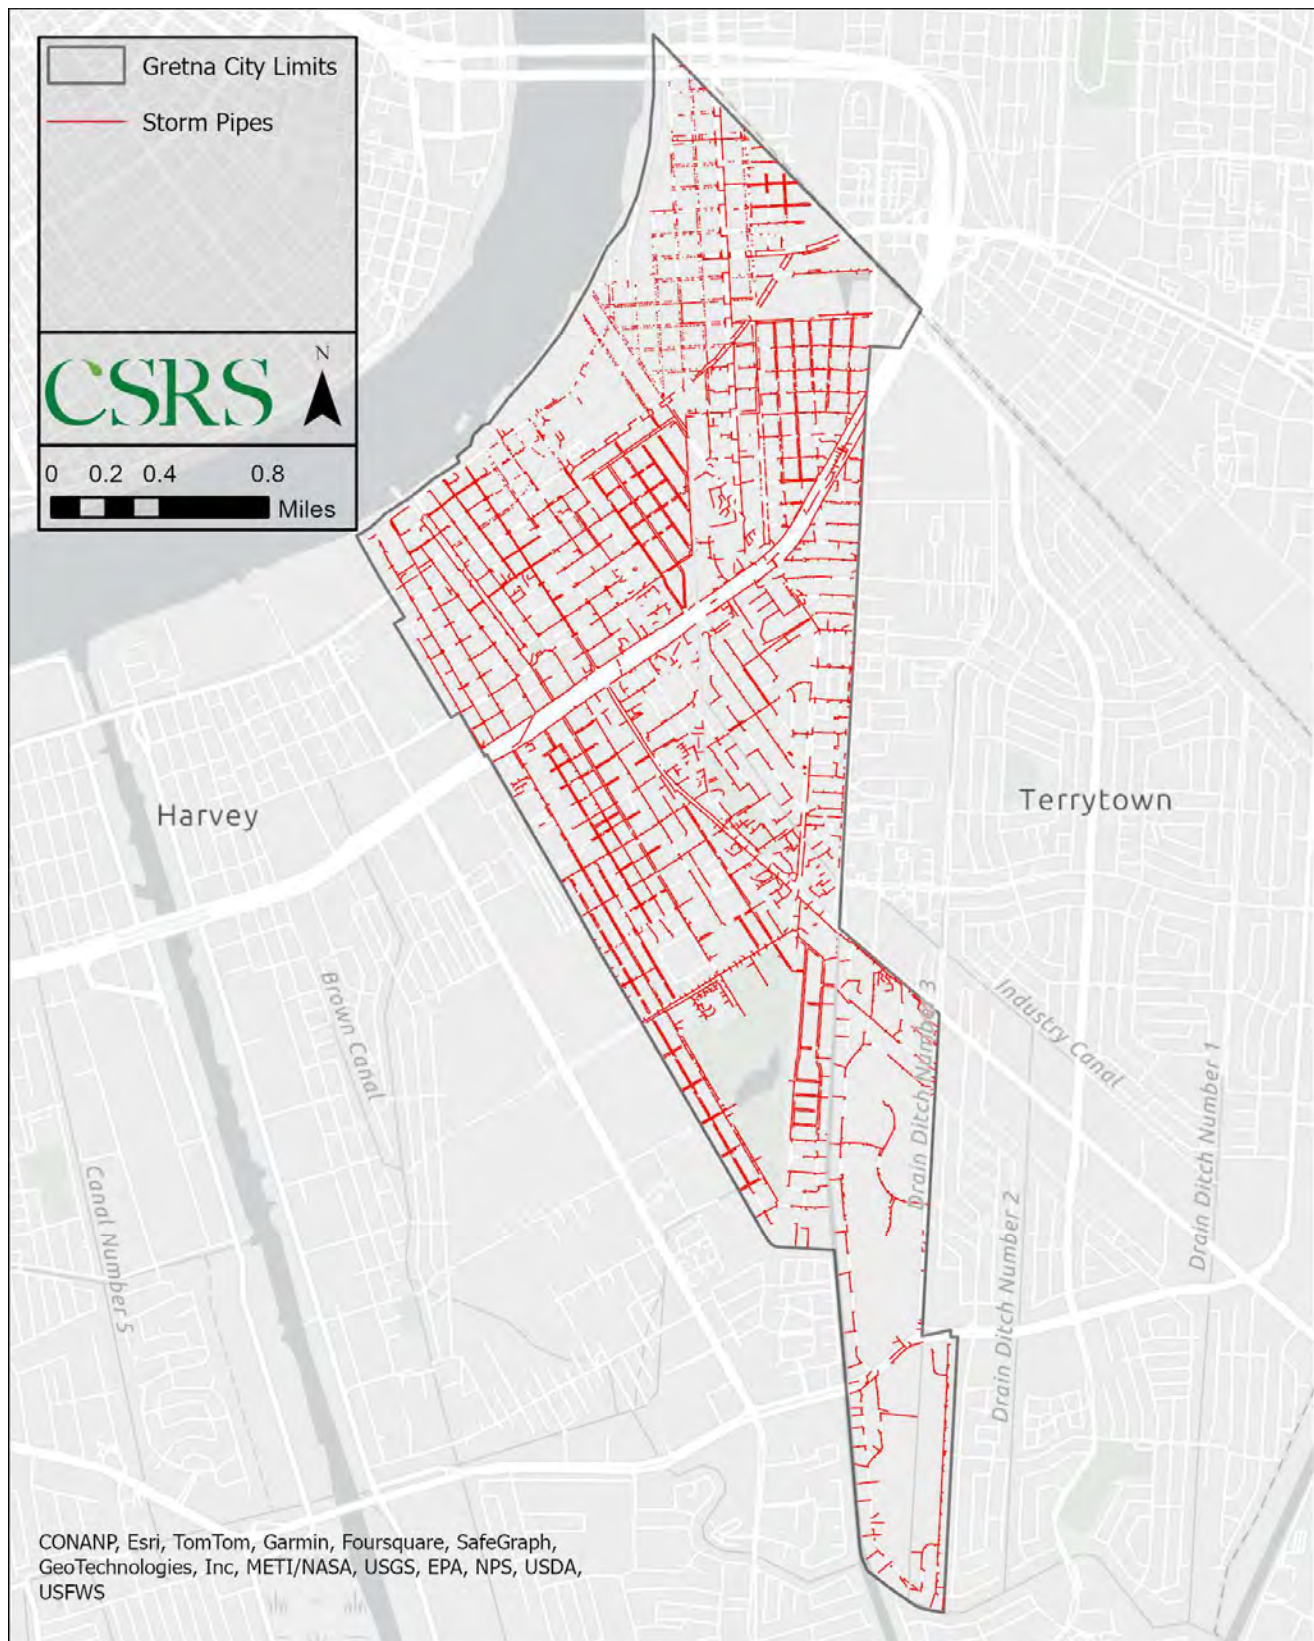 Gretna City Limits
Storm Pipes
CSRS
N
0 0.2 0.4 0.8
Miles
Harvey
Terrytown
Brown Canal
Canal Number 5
Drain Ditch Number 3
Industry Canal
Drain Ditch Number 2
Drain Ditch Number 1
CONANP, Esri, TomTom, Garmin, Foursquare, SafeGraph,
GeoTechnologies, Inc, METI/NASA, USGS, EPA, NPS, USDA,
USFWS